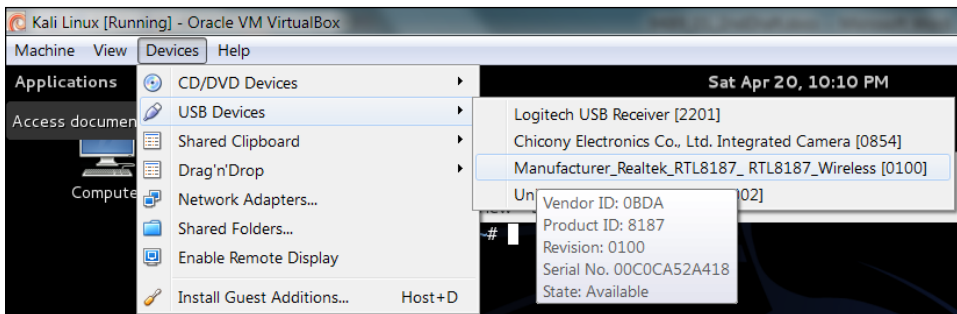 Kali Linux [Running] - Oracle VM VirtualBox
Machine View Devices Help
Applications
Sat Apr 20, 10:10 PM
Access documen
Compute
CD/DVD Devices
USB Devices
Shared Clipboard
Drag'n'Drop
Network Adapters...
Shared Folders...
Enable Remote Display
Install Guest Additions... Host+D
Logitech USB Receiver [2201]
Chicony Electronics Co., Ltd. Integrated Camera [0854]
Manufacturer_Realtek_RTL8187_ RTL8187_Wireless [0100]
Un 02]
Vendor ID: 0BDA
Product ID: 8187
Revision: 0100
Serial No. 00C0CA52A418
State: Available
~#